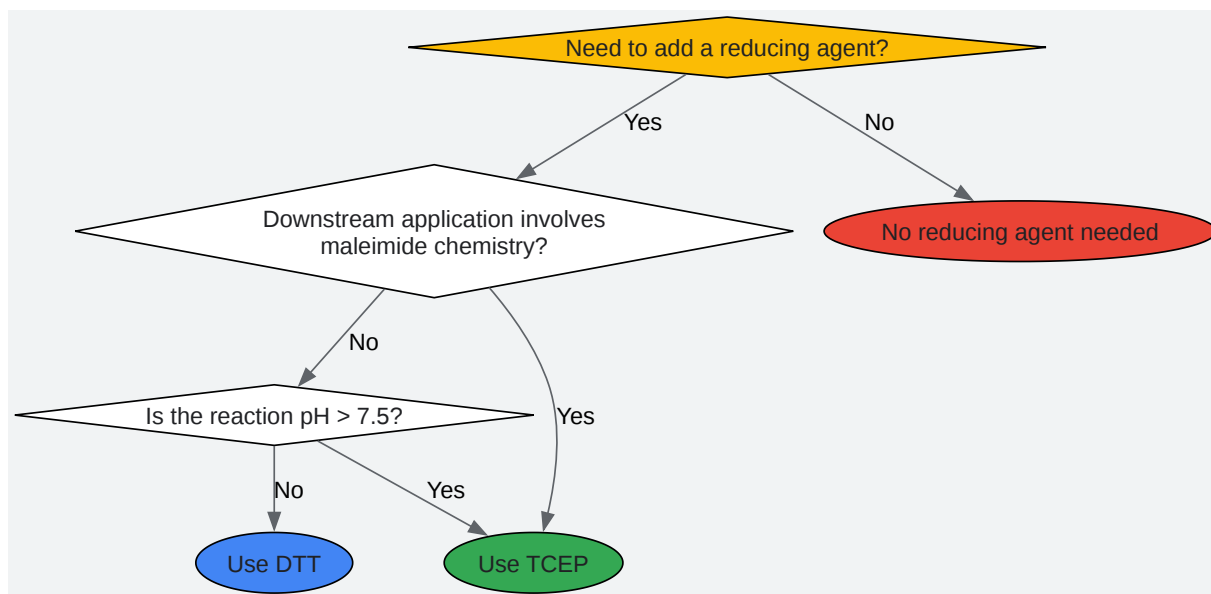 Need to add a reducing agent?
Yes
No
Downstream application involves
maleimide chemistry?
No reducing agent needed
No
Is the reaction pH > 7.5?
Yes
No
Yes
Use DTT
Use TCEP